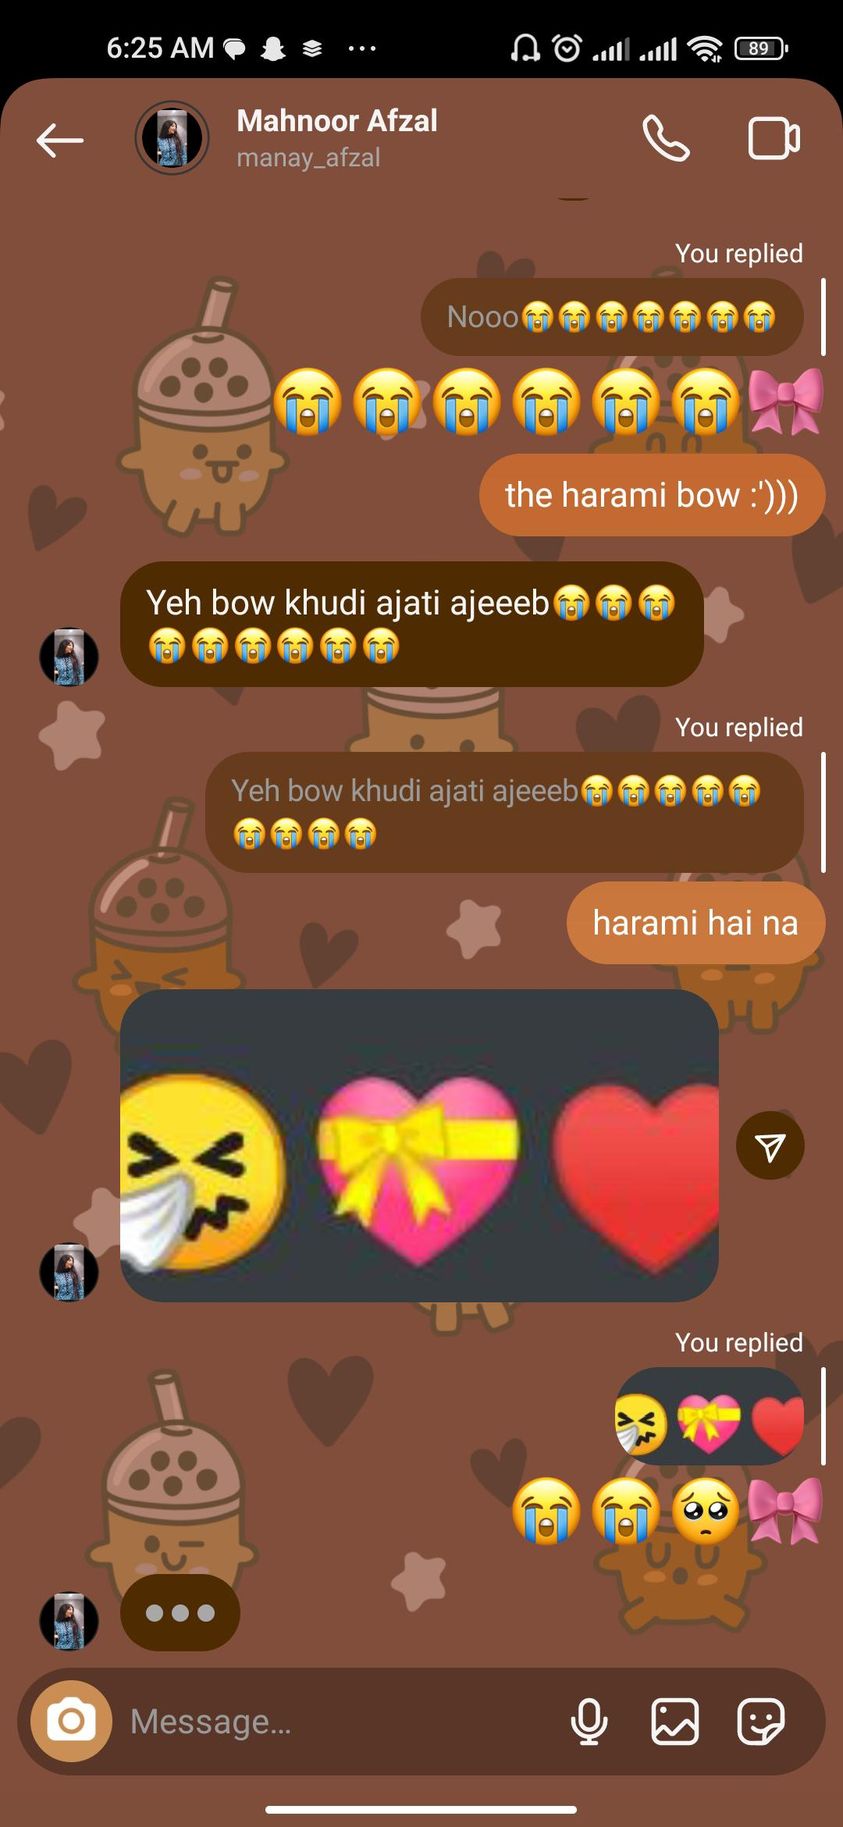 6:25 AM
89
Mahnoor Afzal
manay_afzal
You replied
Nooo😭😭😭😭😭😭😭
😭😭😭😭😭😭🎀
the harami bow :')))
Yeh bow khudi ajati ajeeeb😭😭😭
😭😭😭😭😭😭
You replied
Yeh bow khudi ajati ajeeeb😭😭😭😭😭
😭😭😭😭
harami hai na
You replied
😭😭🥺🎀
Message...